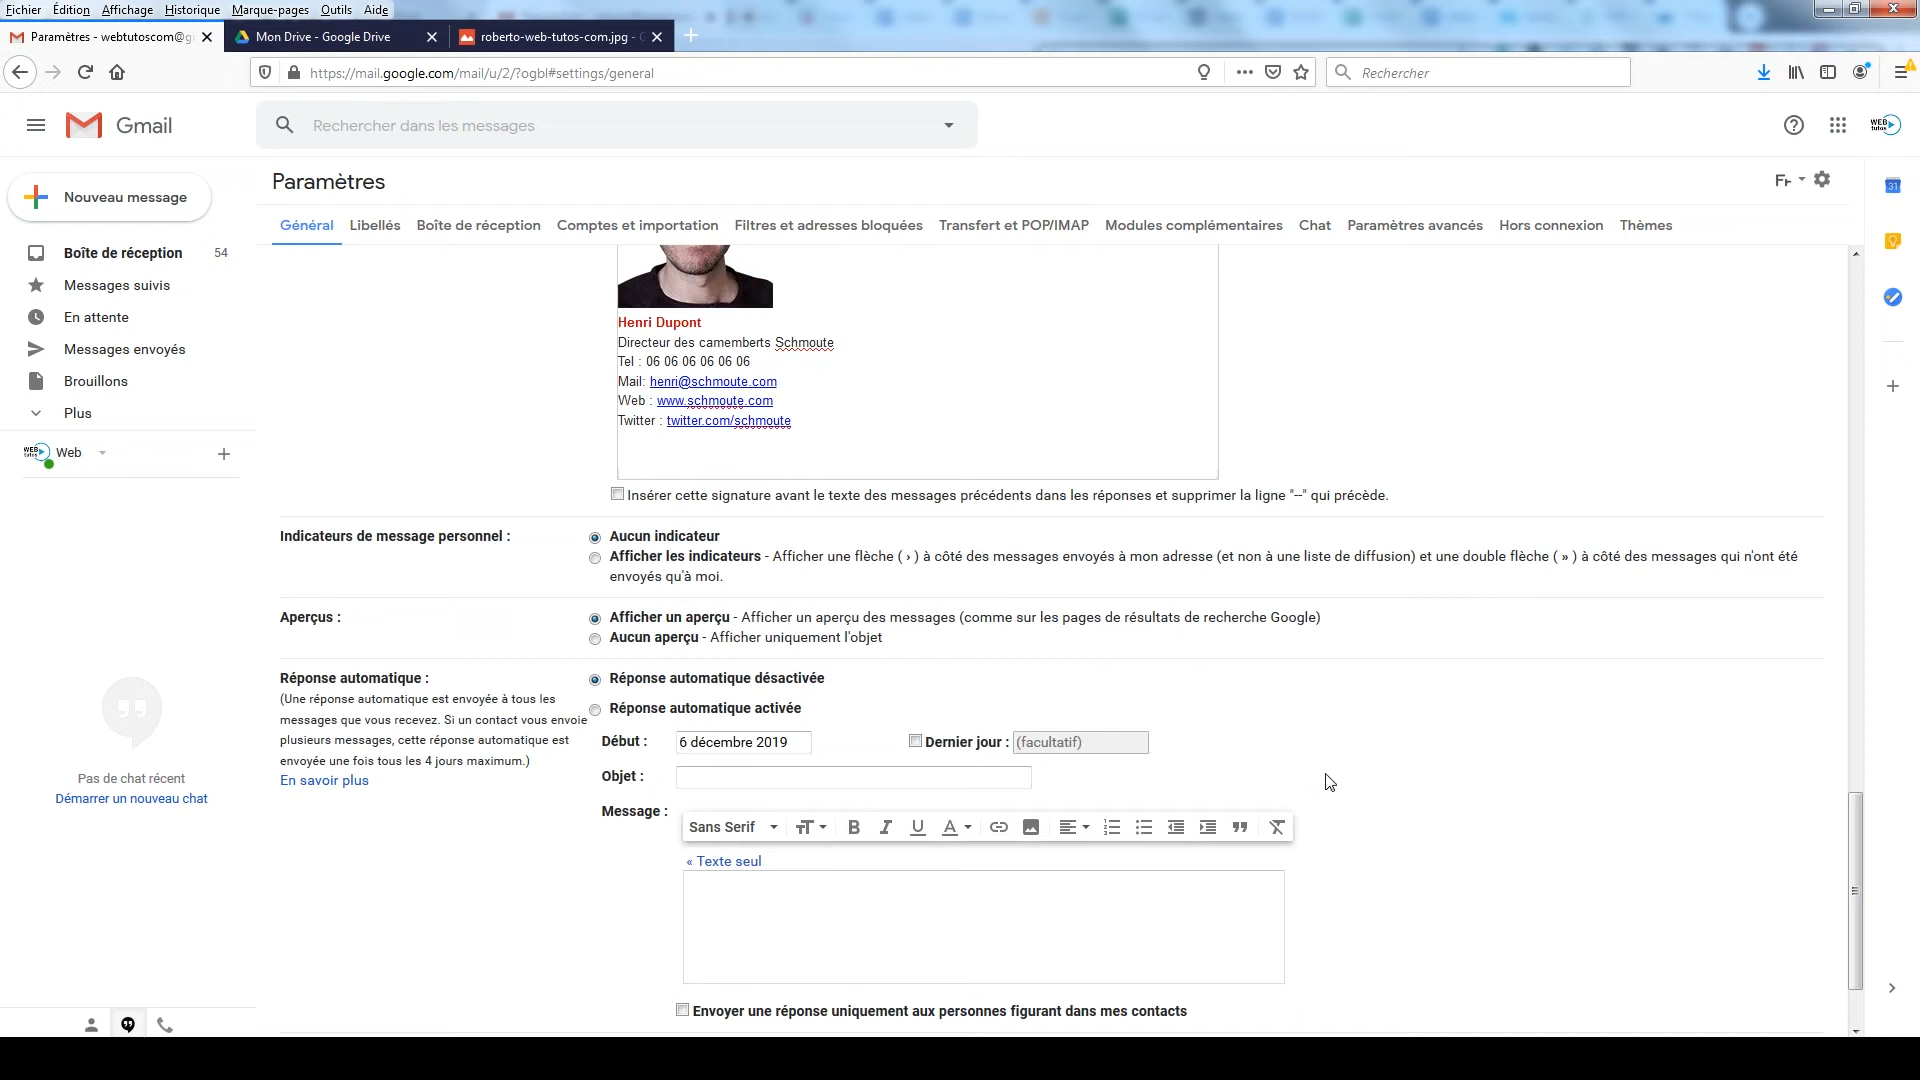 Fichier Édition Affichage Historique Marque-pages Outils Aide
Paramètres - webtutoscom@g
Mon Drive - Google Drive
roberto-web-tutos-com.jpg - G
https://mail.google.com/mail/u/2/?ogbl#settings/general
Rechercher
Gmail
Rechercher dans les messages
WEB tutos
Nouveau message
Paramètres
Fr
Général Libellés Boîte de réception Comptes et importation Filtres et adresses bloquées Transfert et POP/IMAP Modules complémentaires Chat Paramètres avancés Hors connexion Thèmes
31
Boîte de réception 54
Messages suivis
En attente
Messages envoyés
Brouillons
Plus
WEB tutos Web
Pas de chat récent
Démarrer un nouveau chat
Henri Dupont
Directeur des camemberts Schmoute
Tel : 06 06 06 06 06 06
Mail: henri@schmoute.com
Web : www.schmoute.com
Twitter : twitter.com/schmoute
Insérer cette signature avant le texte des messages précédents dans les réponses et supprimer la ligne "--" qui précède.
Indicateurs de message personnel :
Aucun indicateur
Afficher les indicateurs - Afficher une flèche ( › ) à côté des messages envoyés à mon adresse (et non à une liste de diffusion) et une double flèche ( » ) à côté des messages qui n'ont été
envoyés qu'à moi.
Aperçus :
Afficher un aperçu - Afficher un aperçu des messages (comme sur les pages de résultats de recherche Google)
Aucun aperçu - Afficher uniquement l'objet
Réponse automatique :
(Une réponse automatique est envoyée à tous les
messages que vous recevez. Si un contact vous envoie
plusieurs messages, cette réponse automatique est
envoyée une fois tous les 4 jours maximum.)
En savoir plus
Réponse automatique désactivée
Réponse automatique activée
Début : 6 décembre 2019 Dernier jour : (facultatif)
Objet :
Message :
Sans Serif
« Texte seul
Envoyer une réponse uniquement aux personnes figurant dans mes contacts